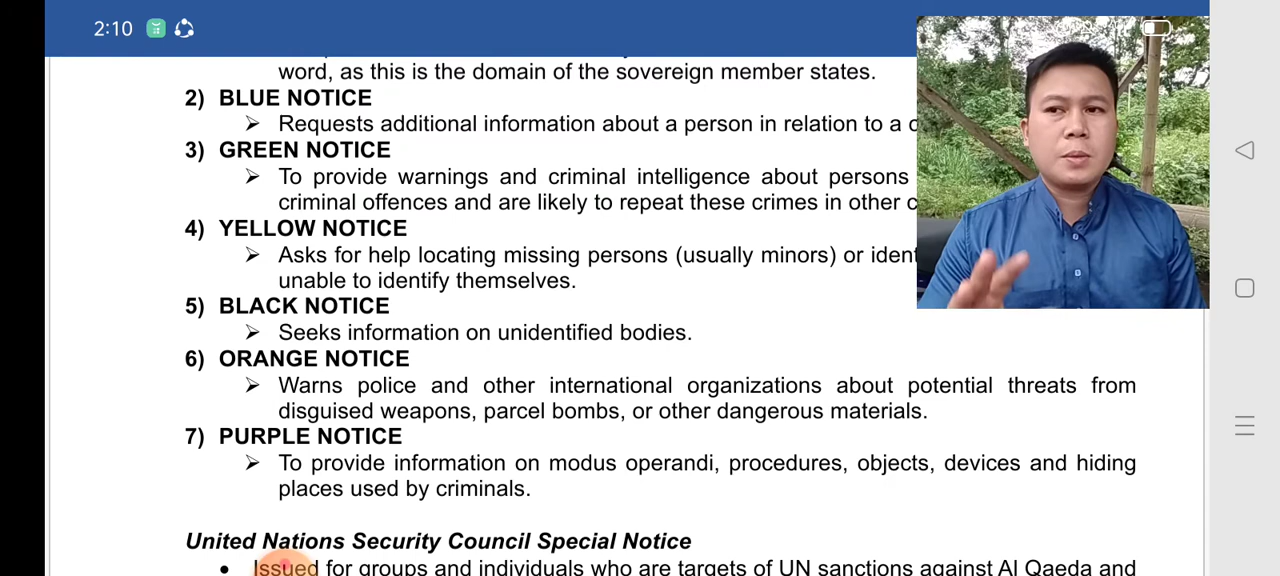 2:10
word, as this is the domain of the sovereign member states.
2) BLUE NOTICE
➢ Requests additional information about a person in relation to a
3) GREEN NOTICE
➢ To provide warnings and criminal intelligence about persons
criminal offences and are likely to repeat these crimes in other
4) YELLOW NOTICE
➢ Asks for help locating missing persons (usually minors) or
unable to identify themselves.
5) BLACK NOTICE
➢ Seeks information on unidentified bodies.
6) ORANGE NOTICE
➢ Warns police and other international organizations about potential threats from
disguised weapons, parcel bombs, or other dangerous materials.
7) PURPLE NOTICE
➢ To provide information on modus operandi, procedures, objects, devices and hiding
places used by criminals.
United Nations Security Council Special Notice
• Issued for groups and individuals who are targets of UN sanctions against Al Qaeda and